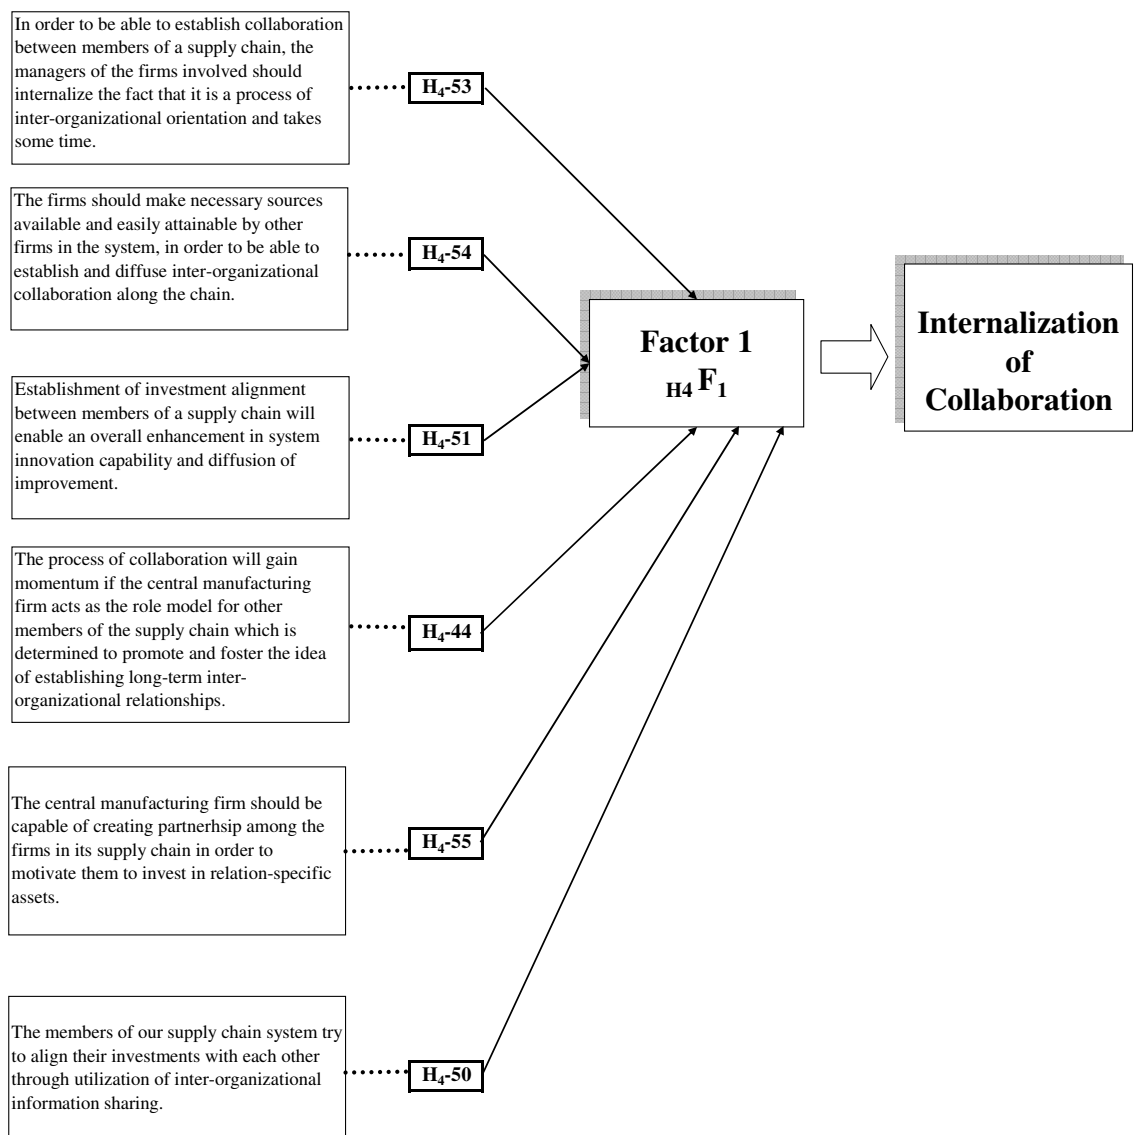 In order to be able to establish collaboration
between members of a supply chain, the
managers of the firms involved should
internalize the fact that it is a process of
inter-organizational orientation and takes
some time.
H₄-53
The firms should make necessary sources
available and easily attainable by other
firms in the system, in order to be able to
establish and diffuse inter-organizational
collaboration along the chain.
H₄-54
Factor 1
H4 F₁
Internalization
of
Collaboration
Establishment of investment alignment
between members of a supply chain will
enable an overall enhancement in system
innovation capability and diffusion of
improvement.
H₄-51
The process of collaboration will gain
momentum if the central manufacturing
firm acts as the role model for other
members of the supply chain which is
determined to promote and foster the idea
of establishing long-term inter-
organizational relationships.
H₄-44
The central manufacturing firm should be
capable of creating partnerhsip among the
firms in its supply chain in order to
motivate them to invest in relation-specific
assets.
H₄-55
The members of our supply chain system try
to align their investments with each other
through utilization of inter-organizational
information sharing.
H₄-50